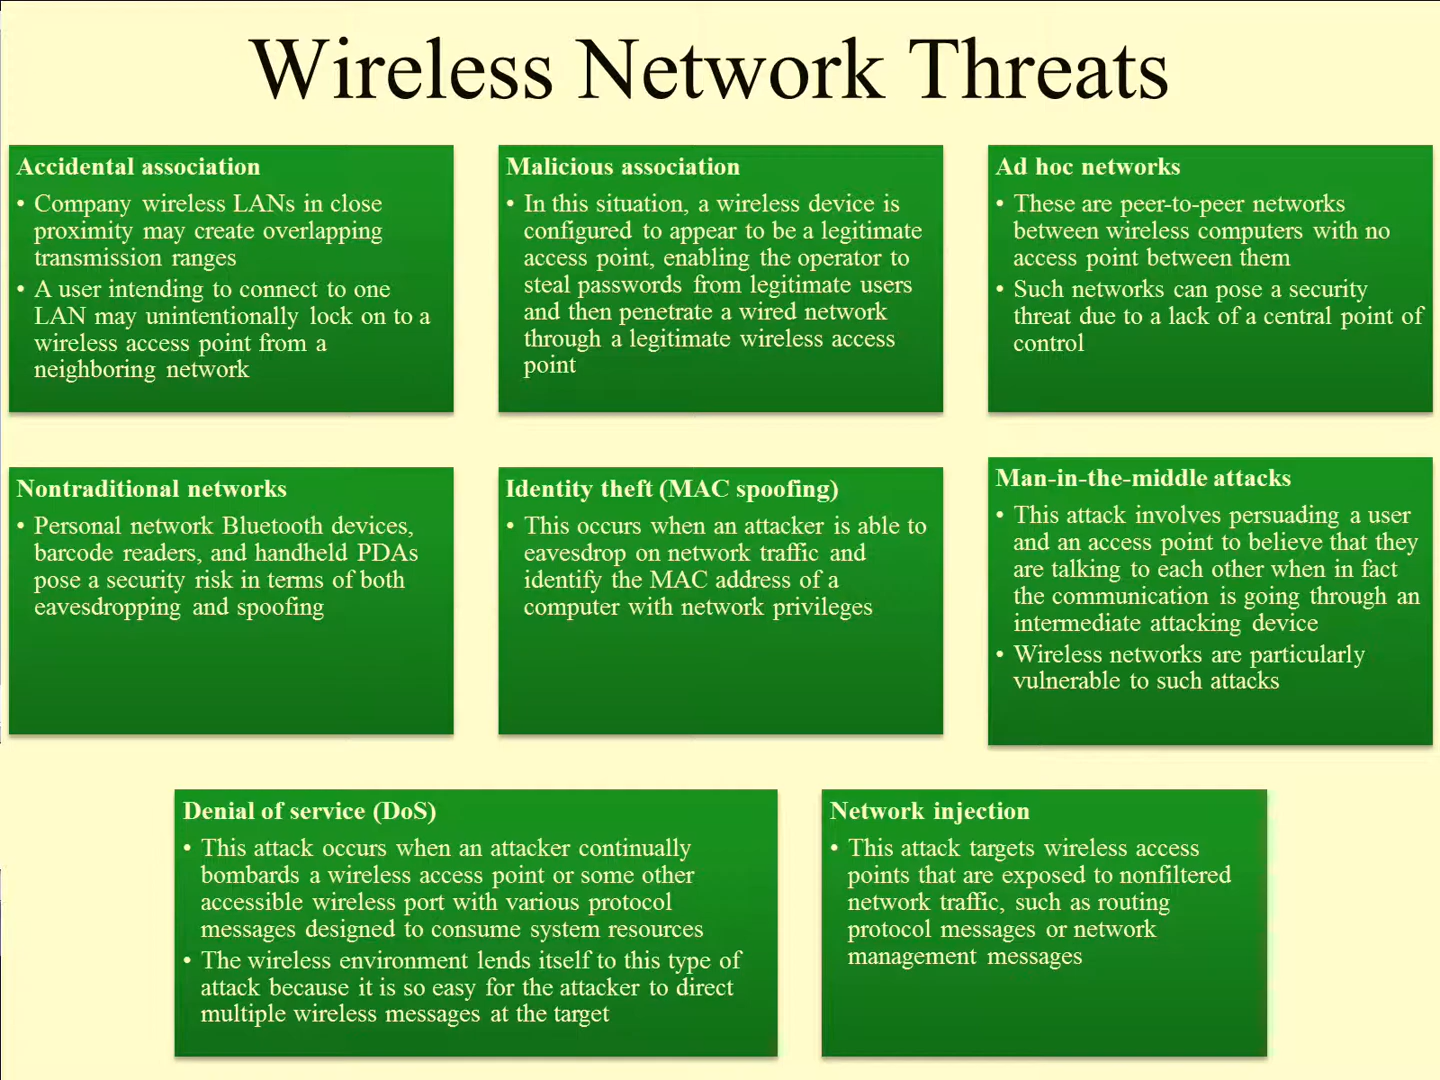 Wireless Network Threats
Accidental association
• Company wireless LANs in close
proximity may create overlapping
transmission ranges
• A user intending to connect to one
LAN may unintentionally lock on to a
wireless access point from a
neighboring network
Malicious association
• In this situation, a wireless device is
configured to appear to be a legitimate
access point, enabling the operator to
steal passwords from legitimate users
and then penetrate a wired network
through a legitimate wireless access
point
Ad hoc networks
• These are peer-to-peer networks
between wireless computers with no
access point between them
• Such networks can pose a security
threat due to a lack of a central point of
control
Nontraditional networks
• Personal network Bluetooth devices,
barcode readers, and handheld PDAs
pose a security risk in terms of both
eavesdropping and spoofing
Identity theft (MAC spoofing)
• This occurs when an attacker is able to
eavesdrop on network traffic and
identify the MAC address of a
computer with network privileges
Man-in-the-middle attacks
• This attack involves persuading a user
and an access point to believe that they
are talking to each other when in fact
the communication is going through an
intermediate attacking device
• Wireless networks are particularly
vulnerable to such attacks
Denial of service (DoS)
• This attack occurs when an attacker continually
bombards a wireless access point or some other
accessible wireless port with various protocol
messages designed to consume system resources
• The wireless environment lends itself to this type of
attack because it is so easy for the attacker to direct
multiple wireless messages at the target
Network injection
• This attack targets wireless access
points that are exposed to nonfiltered
network traffic, such as routing
protocol messages or network
management messages